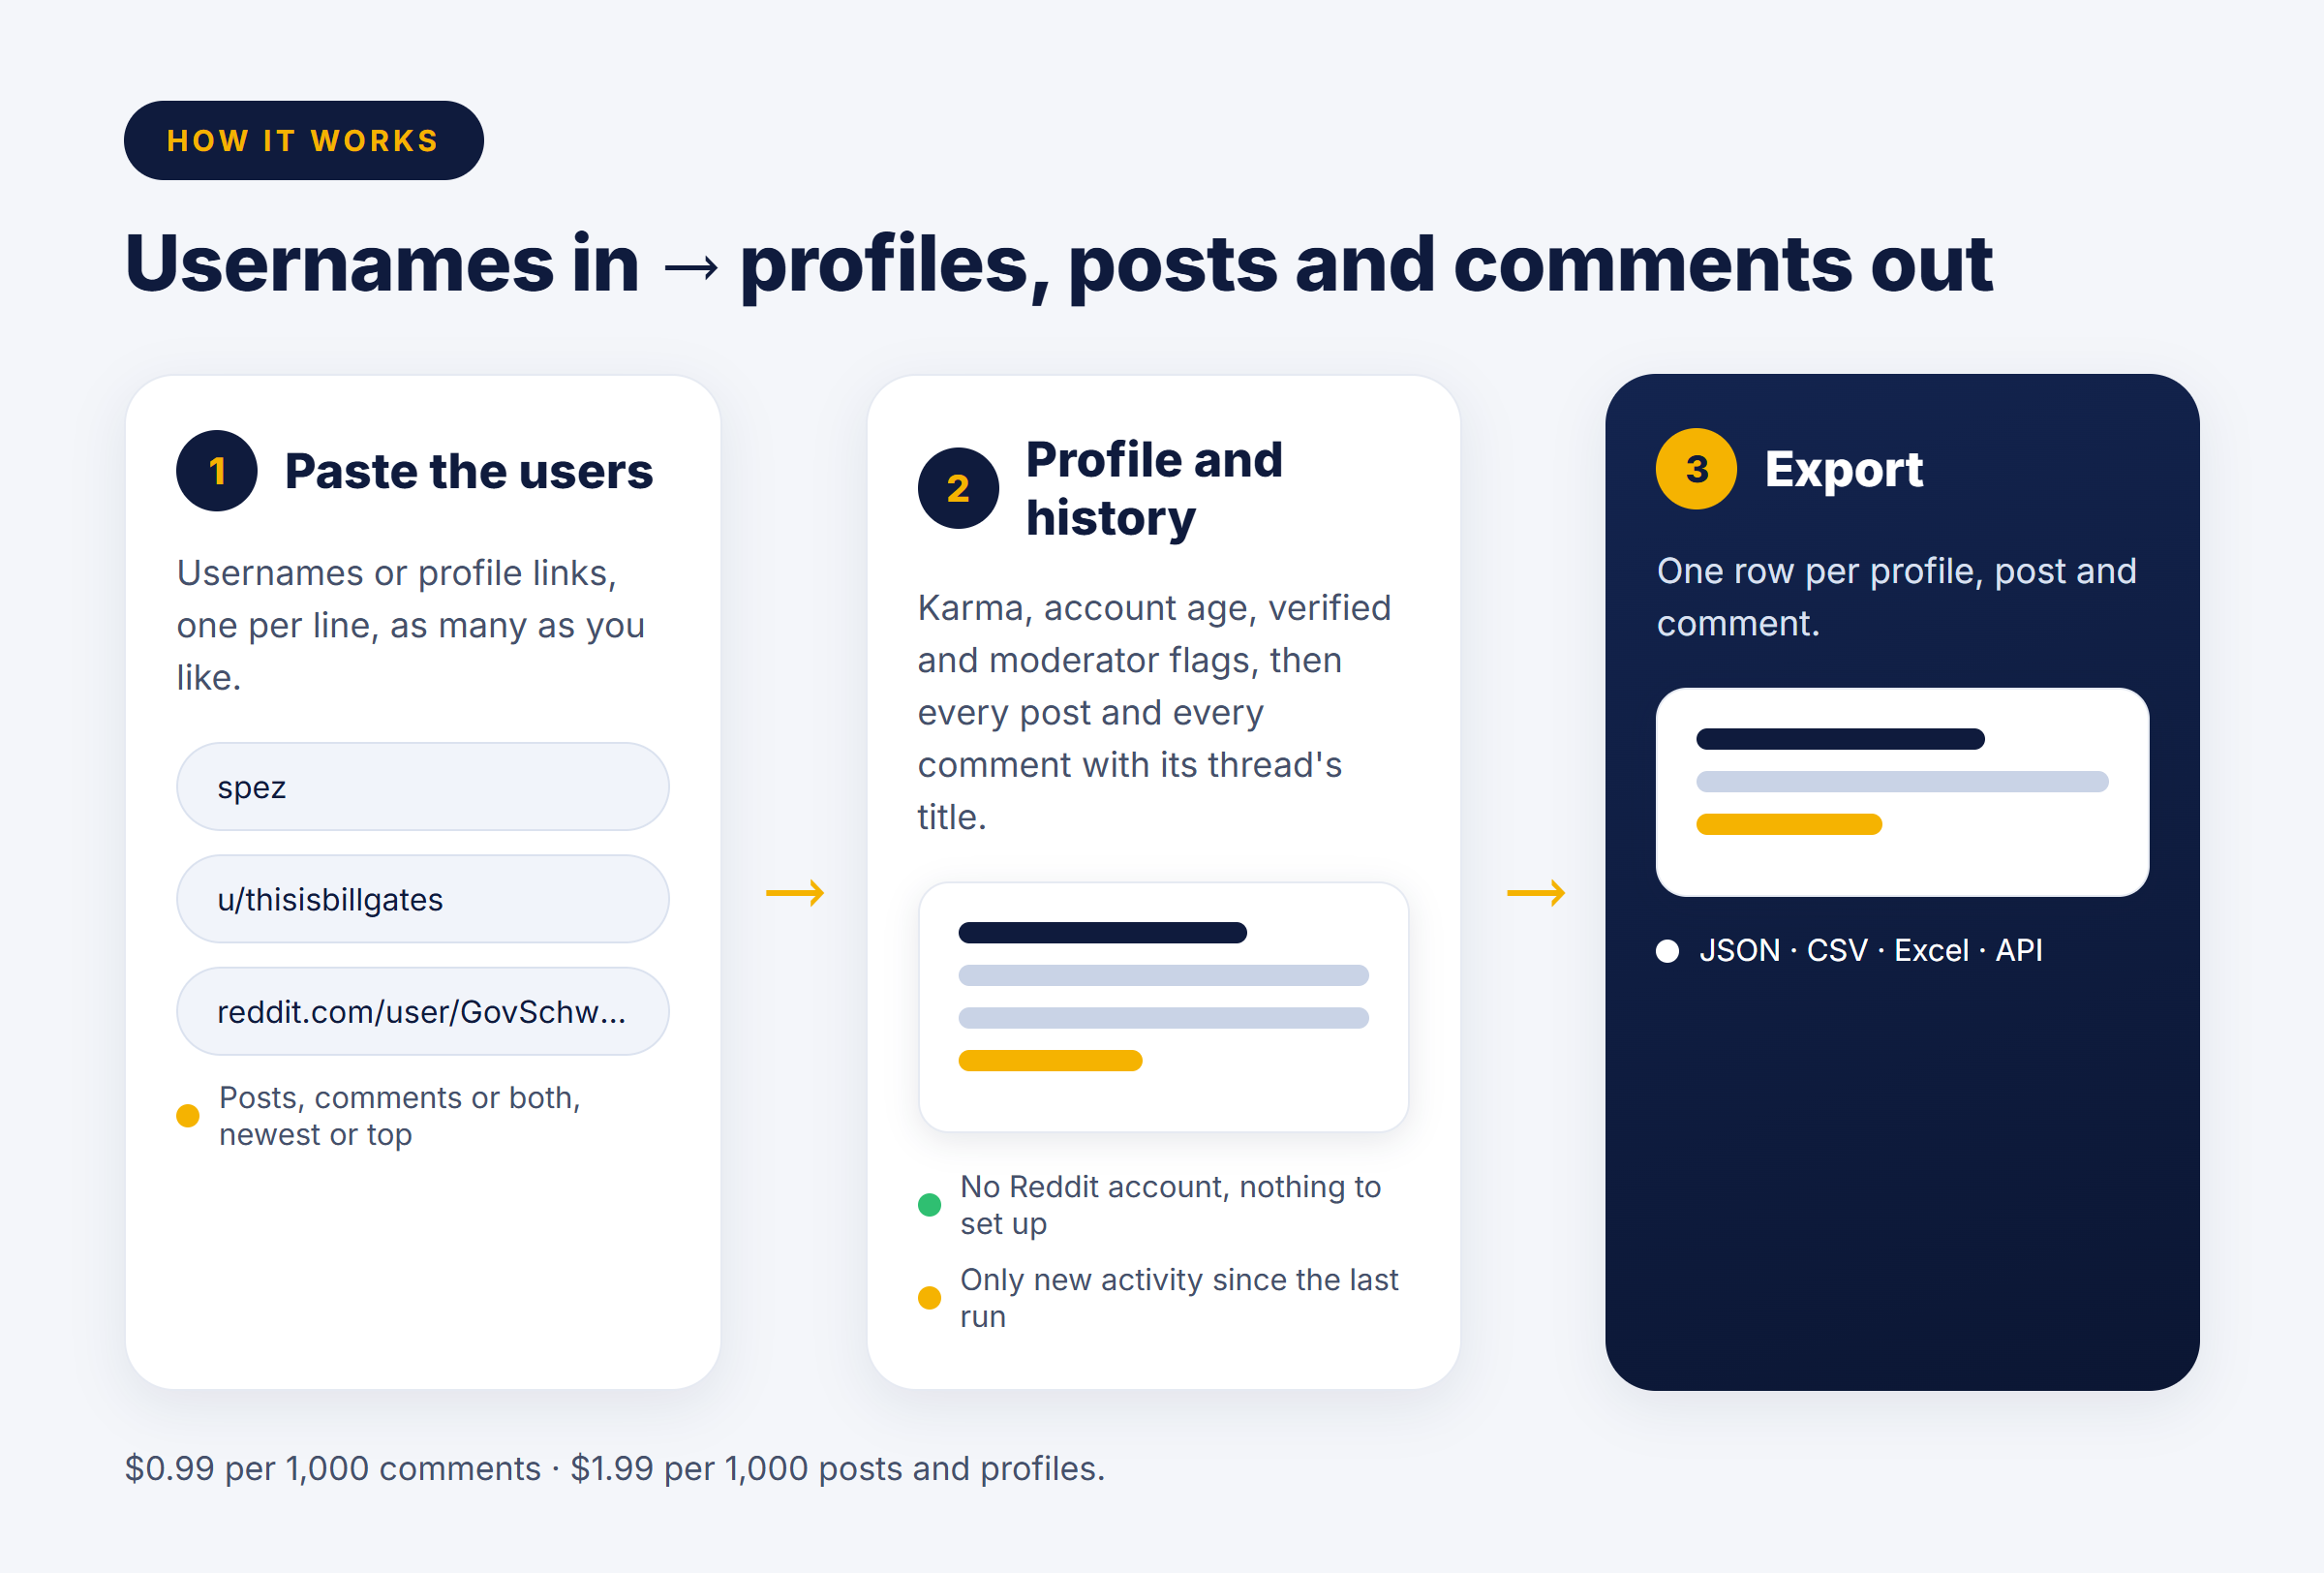 HOW IT WORKS
Usernames in → profiles, posts and comments out
1
Paste the users
Usernames or profile links,
one per line, as many as you
like.
spez
u/thisisbillgates
reddit.com/user/GovSchw...
Posts, comments or both,
newest or top
→
2
Profile and
history
Karma, account age, verified
and moderator flags, then
every post and every
comment with its thread's
title.
No Reddit account, nothing to
set up
Only new activity since the last
run
→
3
Export
One row per profile, post and
comment.
JSON · CSV · Excel · API
$0.99 per 1,000 comments · $1.99 per 1,000 posts and profiles.